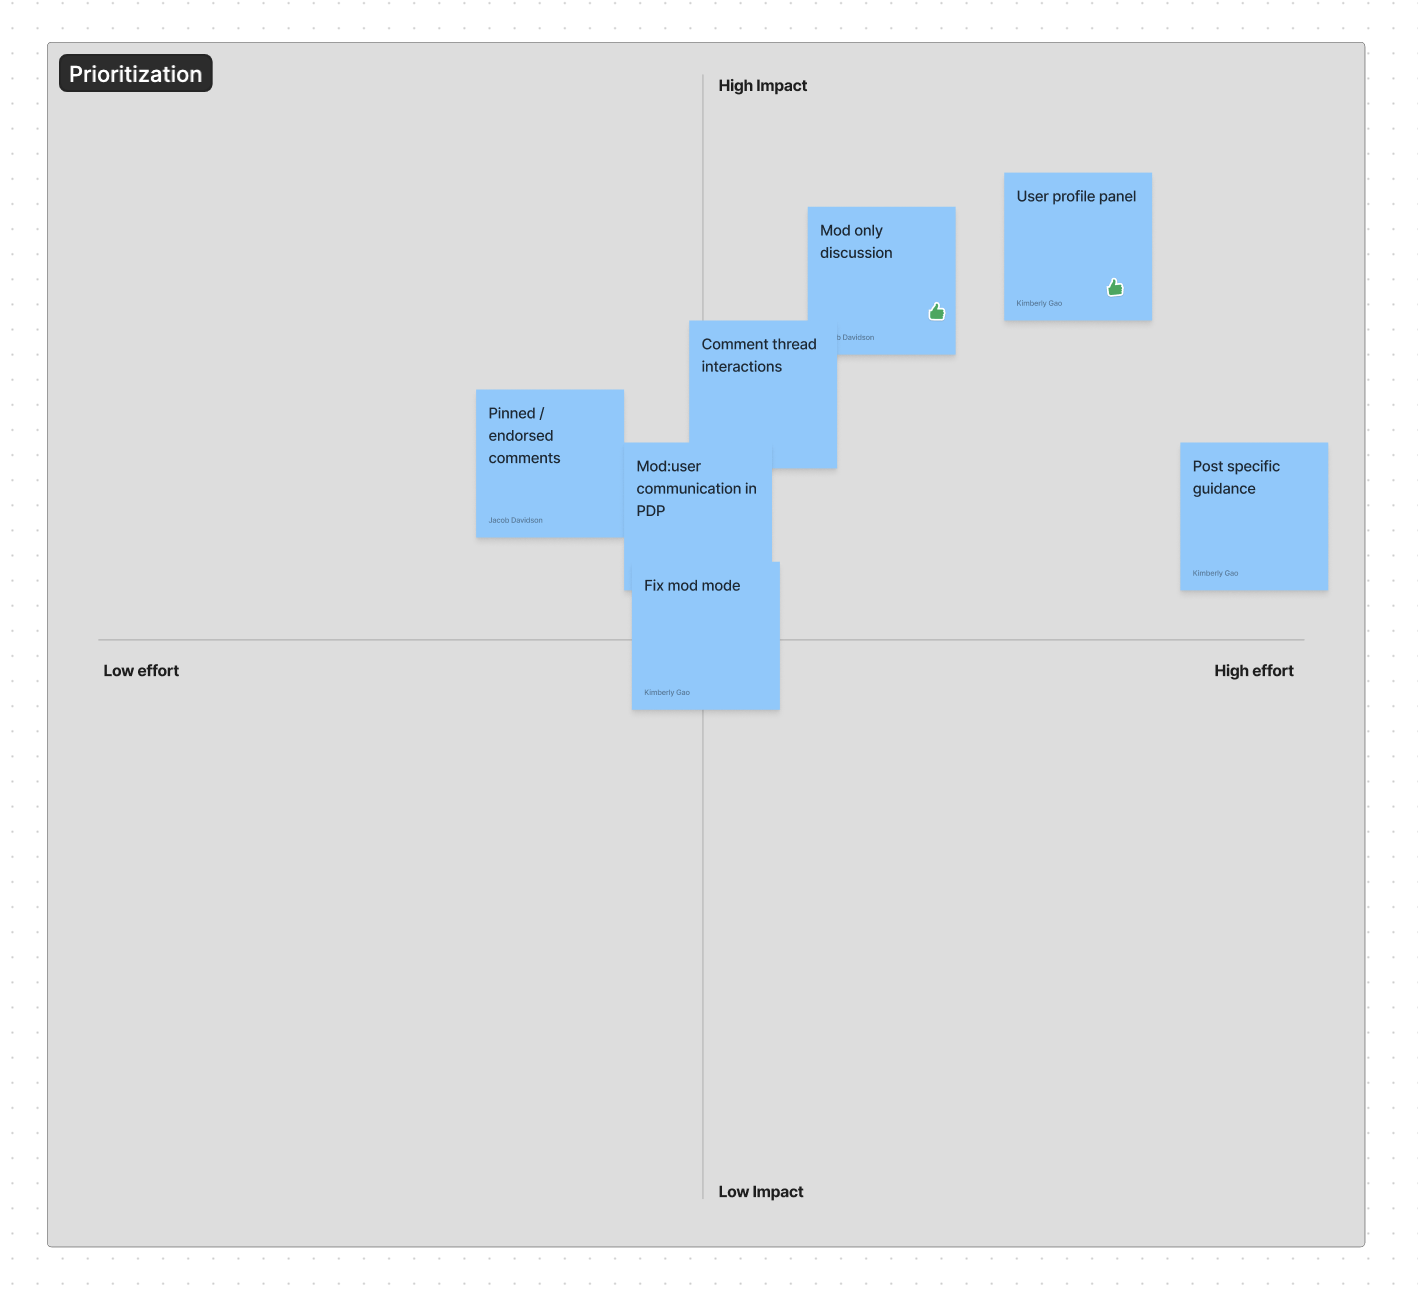 Prioritization
High Impact
User profile panel
Kimberly Gao
Mod only
discussion
Davidson
Comment thread
interactions
Pinned /
endorsed
comments
Jacob Davidson
Mod:user
communication in
PDP
Post specific
guidance
Kimberly Gao
Fix mod mode
Kimberly Gao
Low effort
High effort
Low Impact